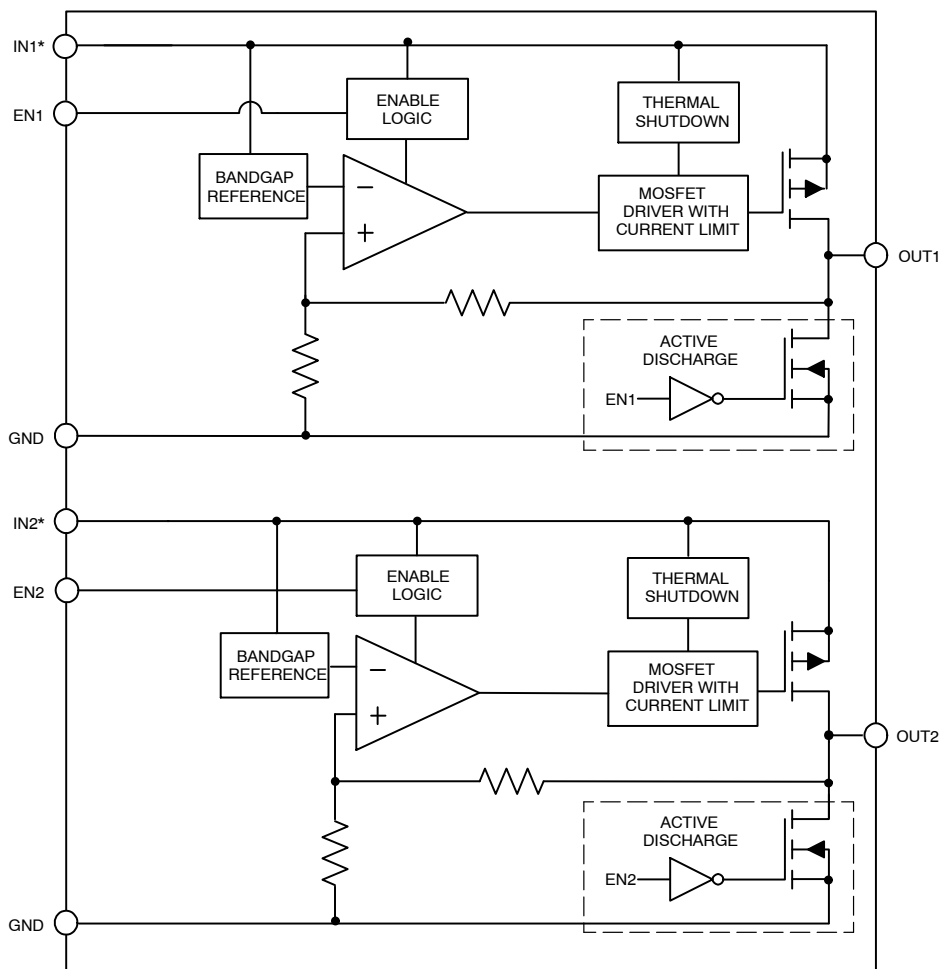 IN1*
EN1
ENABLE
LOGIC
THERMAL
SHUTDOWN
BANDGAP
REFERENCE
−
+
MOSFET
DRIVER WITH
CURRENT LIMIT
OUT1
ACTIVE
DISCHARGE
EN1
GND
IN2*
EN2
ENABLE
LOGIC
THERMAL
SHUTDOWN
BANDGAP
REFERENCE
−
+
MOSFET
DRIVER WITH
CURRENT LIMIT
OUT2
ACTIVE
DISCHARGE
EN2
GND